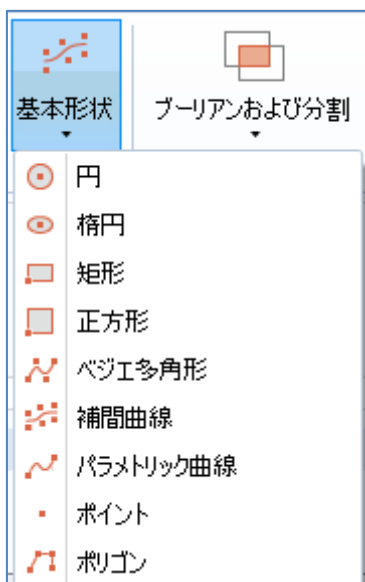 基本形状
ブーリアンおよび分割
円
楕円
矩形
正方形
ベジェ多角形
補間曲線
パラメトリック曲線
ポイント
ポリゴン